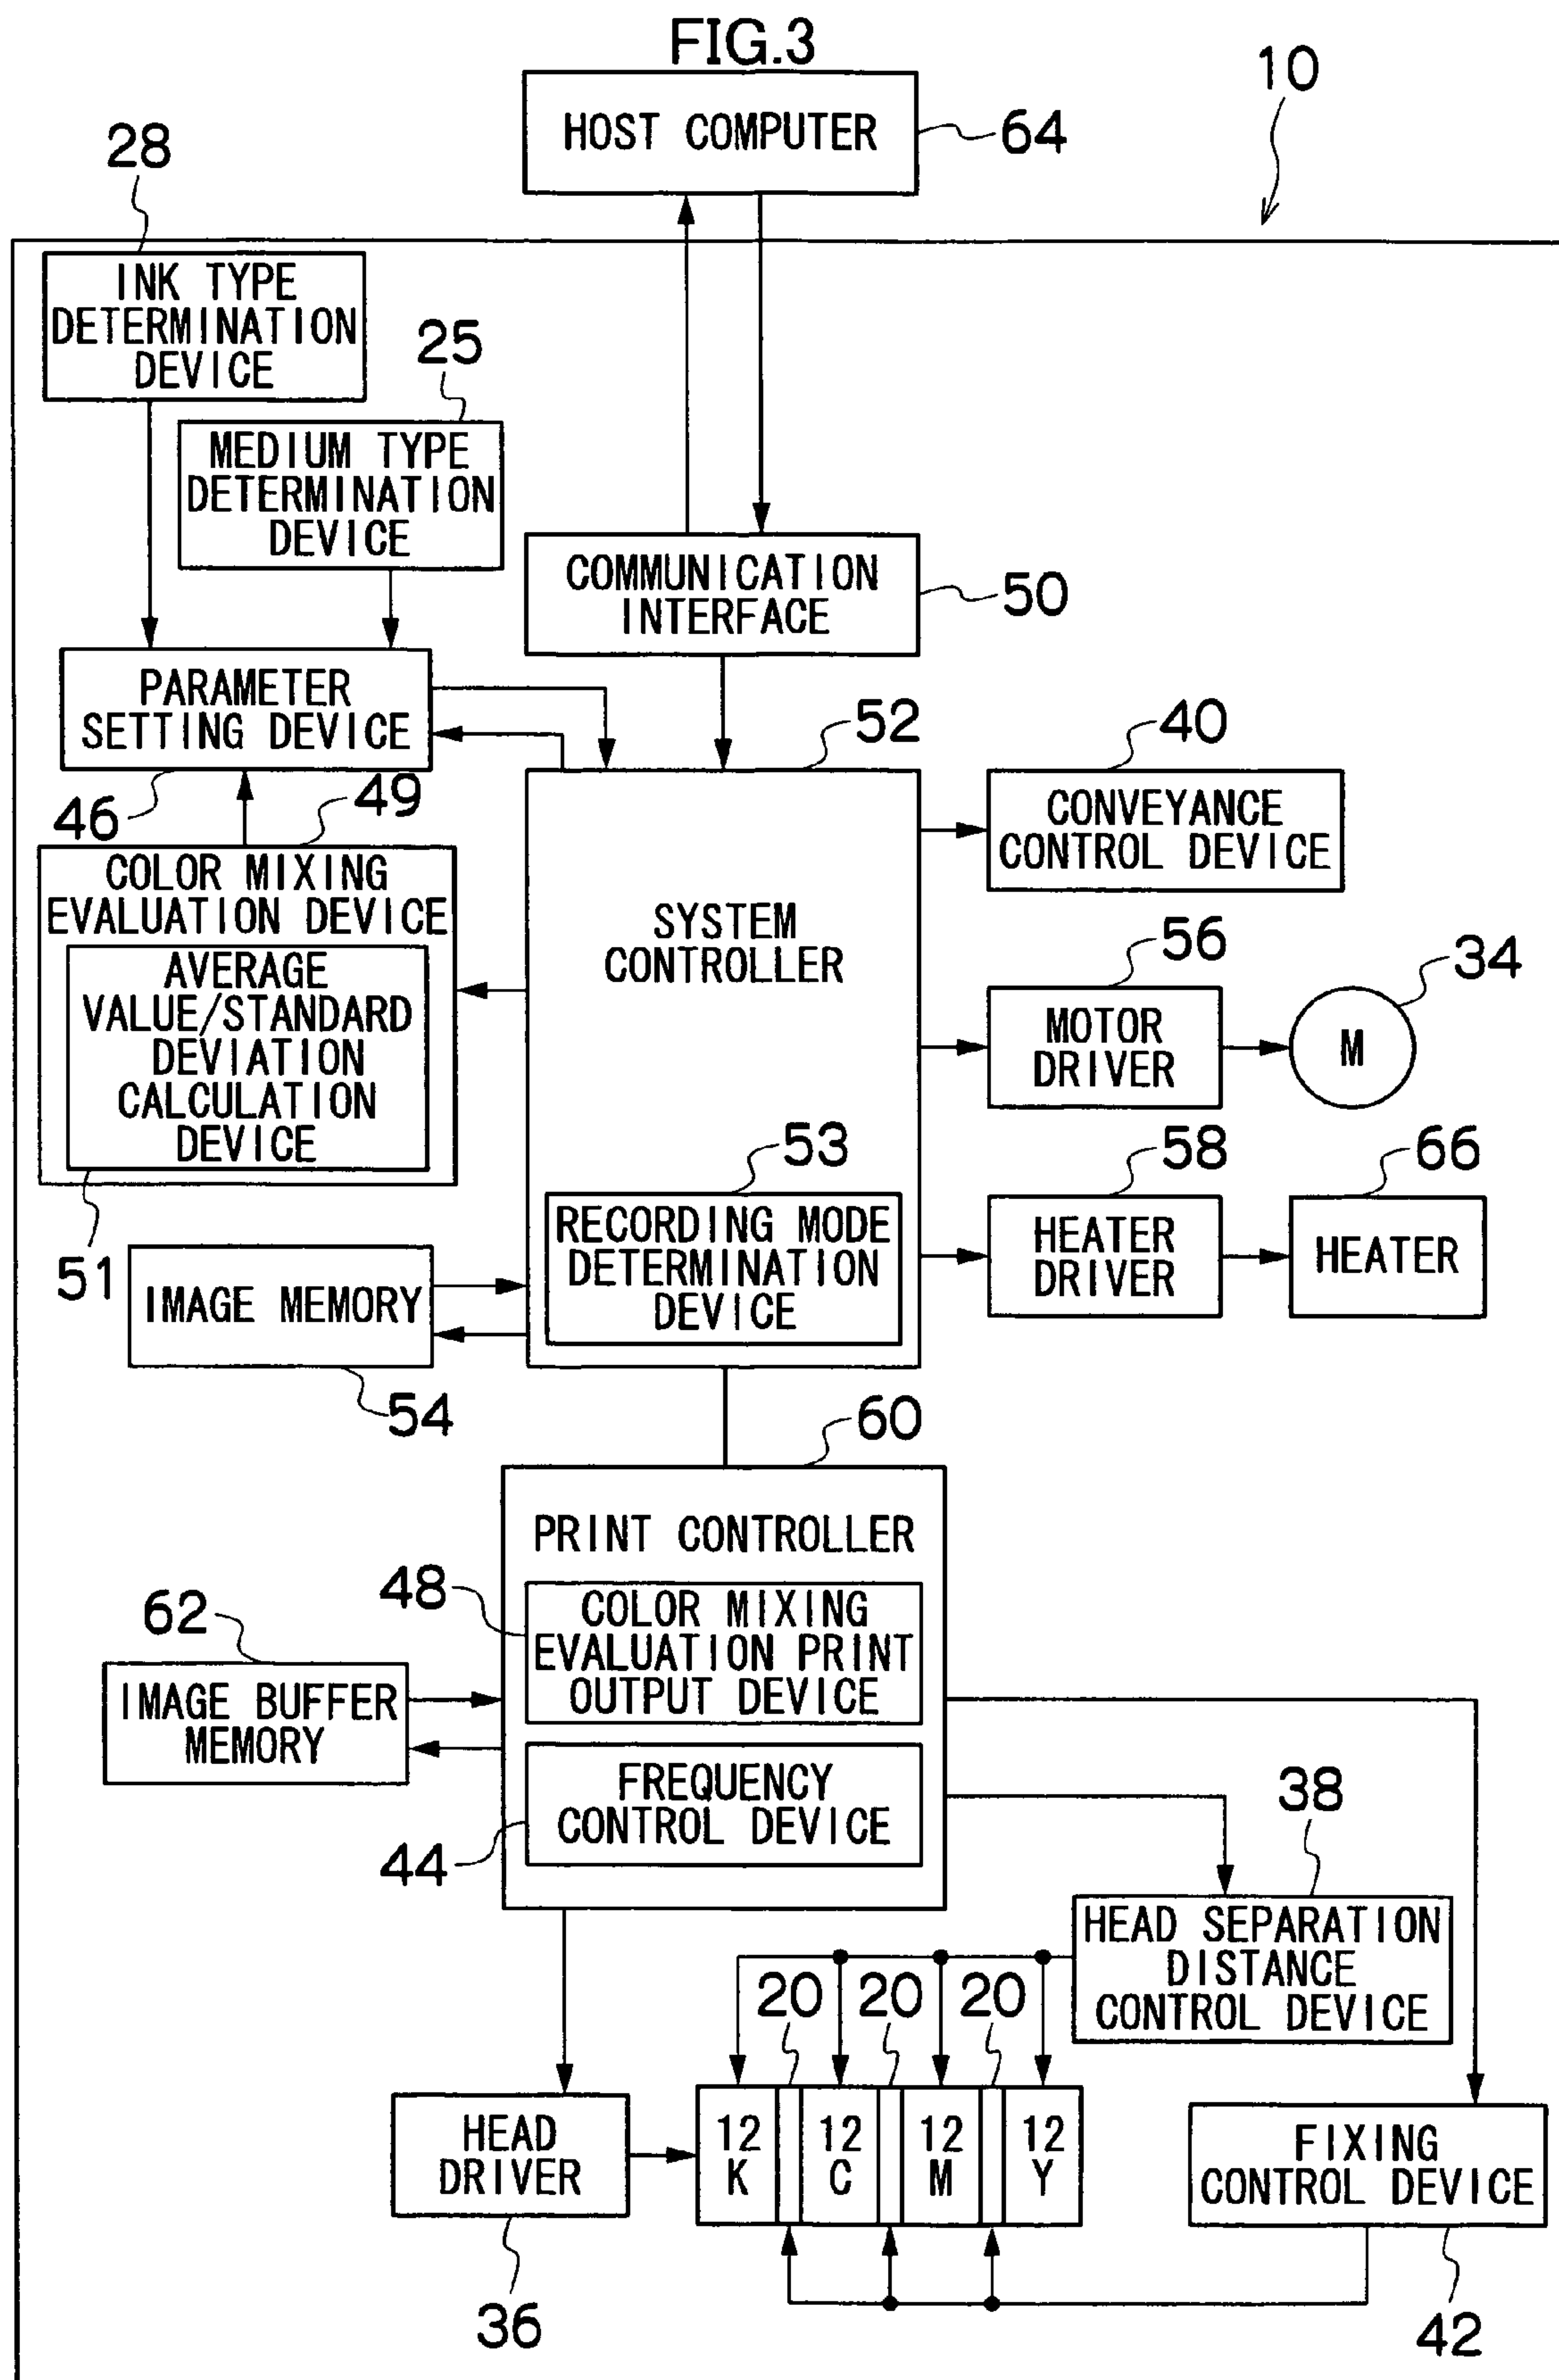 FIG.3
10
HOST COMPUTER
64
28
INK TYPE
DETERMINATION
DEVICE
25
MEDIUM TYPE
DETERMINATION
DEVICE
COMMUNICATION
INTERFACE
50
PARAMETER
SETTING DEVICE
46
49
52
40
CONVEYANCE
CONTROL DEVICE
COLOR MIXING
EVALUATION DEVICE
AVERAGE
VALUE/STANDARD
DEVIATION
CALCULATION
DEVICE
51
SYSTEM
CONTROLLER
56
MOTOR
DRIVER
34
M
53
RECORDING MODE
DETERMINATION
DEVICE
58
HEATER
DRIVER
66
HEATER
IMAGE MEMORY
54
60
PRINT CONTROLLER
48
COLOR MIXING
EVALUATION PRINT
OUTPUT DEVICE
62
IMAGE BUFFER
MEMORY
FREQUENCY
CONTROL DEVICE
44
38
HEAD SEPARATION
DISTANCE
CONTROL DEVICE
20
20
20
HEAD
DRIVER
36
12
K
12
C
12
M
12
Y
FIXING
CONTROL DEVICE
42